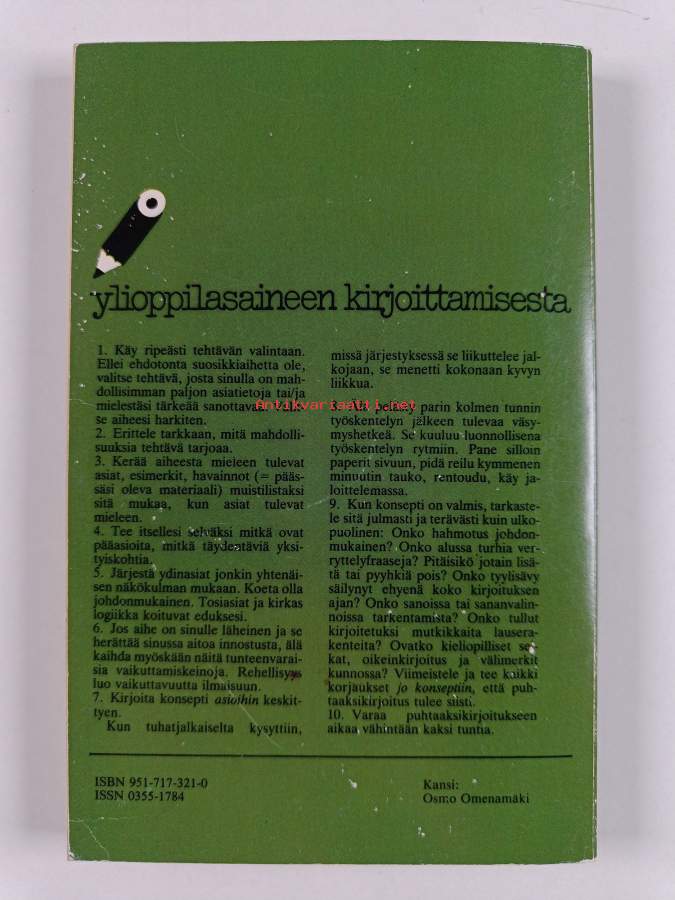 ylioppilasaineen kirjoittamisesta
1. Käy ripeästi tehtävän valintaan.
Ellei ehdotonta suosikkiaihetta ole,
valitse tehtävä, josta sinulla on mah-
dollisimman paljon asiatietoja tai/ja
mielestäsi tärkeää sanottavaa.
se aiheesi harkiten.
2. Erittele tarkkaan, mitä mahdolli-
suuksia tehtävä tarjoaa.
3. Kerää aiheesta mieleen tulevat
asiat, esimerkit, havainnot (= pääs-
säsi oleva materiaali) muistilistaksi
sitä mukaa, kun asiat tulevat
mieleen.
4. Tee itsellesi selväksi mitkä ovat
pääasioita, mitkä täydentäviä yksi-
tyiskohtia.
5. Järjestä ydinasiat jonkin yhtenäi-
sen näkökulman mukaan. Koeta olla
johdonmukainen. Tosiasiat ja kirkas
logiikka koituvat eduksesi.
6. Jos aihe on sinulle läheinen ja se
herättää sinussa aitoa innostusta, älä
kaihda myöskään näitä tunteenvarai-
sia vaikuttamiskeinoja. Rehellisyys
luo vaikuttavuutta ilmaisuun.
7. Kirjoita konsepti asioihin keskit-
tyen.
Kun tuhatjalkaiselta kysyttiin,
missä järjestyksessä se liikuttelee jal-
kojaan, se menetti kokonaan kyvyn
liikkua.
Antikvariaatti.net
parin kolmen tunnin
työskentelyn jälkeen tulevaa väsy-
myshetkeä. Se kuuluu luonnollisena
työskentelyn rytmiin. Pane silloin
paperit sivuun, pidä reilu kymmenen
minuutin tauko, rentoudu, käy ja-
loittelemassa.
9. Kun konsepti on valmis, tarkaste-
le sitä julmasti ja terävästi kuin ulko-
puolinen: Onko hahmotus johdon-
mukainen? Onko alussa turhia ver-
ryttelyfraaseja? Pitäisikö jotain lisä-
tä tai pyyhkiä pois? Onko tyylisävy
säilynyt ehyenä koko kirjoituksen
ajan? Onko sanoissa tai sananvalin-
noissa tarkentamista? Onko tullut
kirjoitetuksi mutkikkaita lausera-
kenteita? Ovatko kieliopilliset sei-
kat, oikeinkirjoitus ja välimerkit
kunnossa? Viimeistele ja tee kaikki
korjaukset jo konseptiin, että puh-
taaksikirjoitus tulee siisti.
10. Varaa puhtaaksikirjoitukseen
aikaa vähintään kaksi tuntia.
ISBN 951-717-321-0
ISSN 0355-1784
Kansi:
Osmo Omenamäki